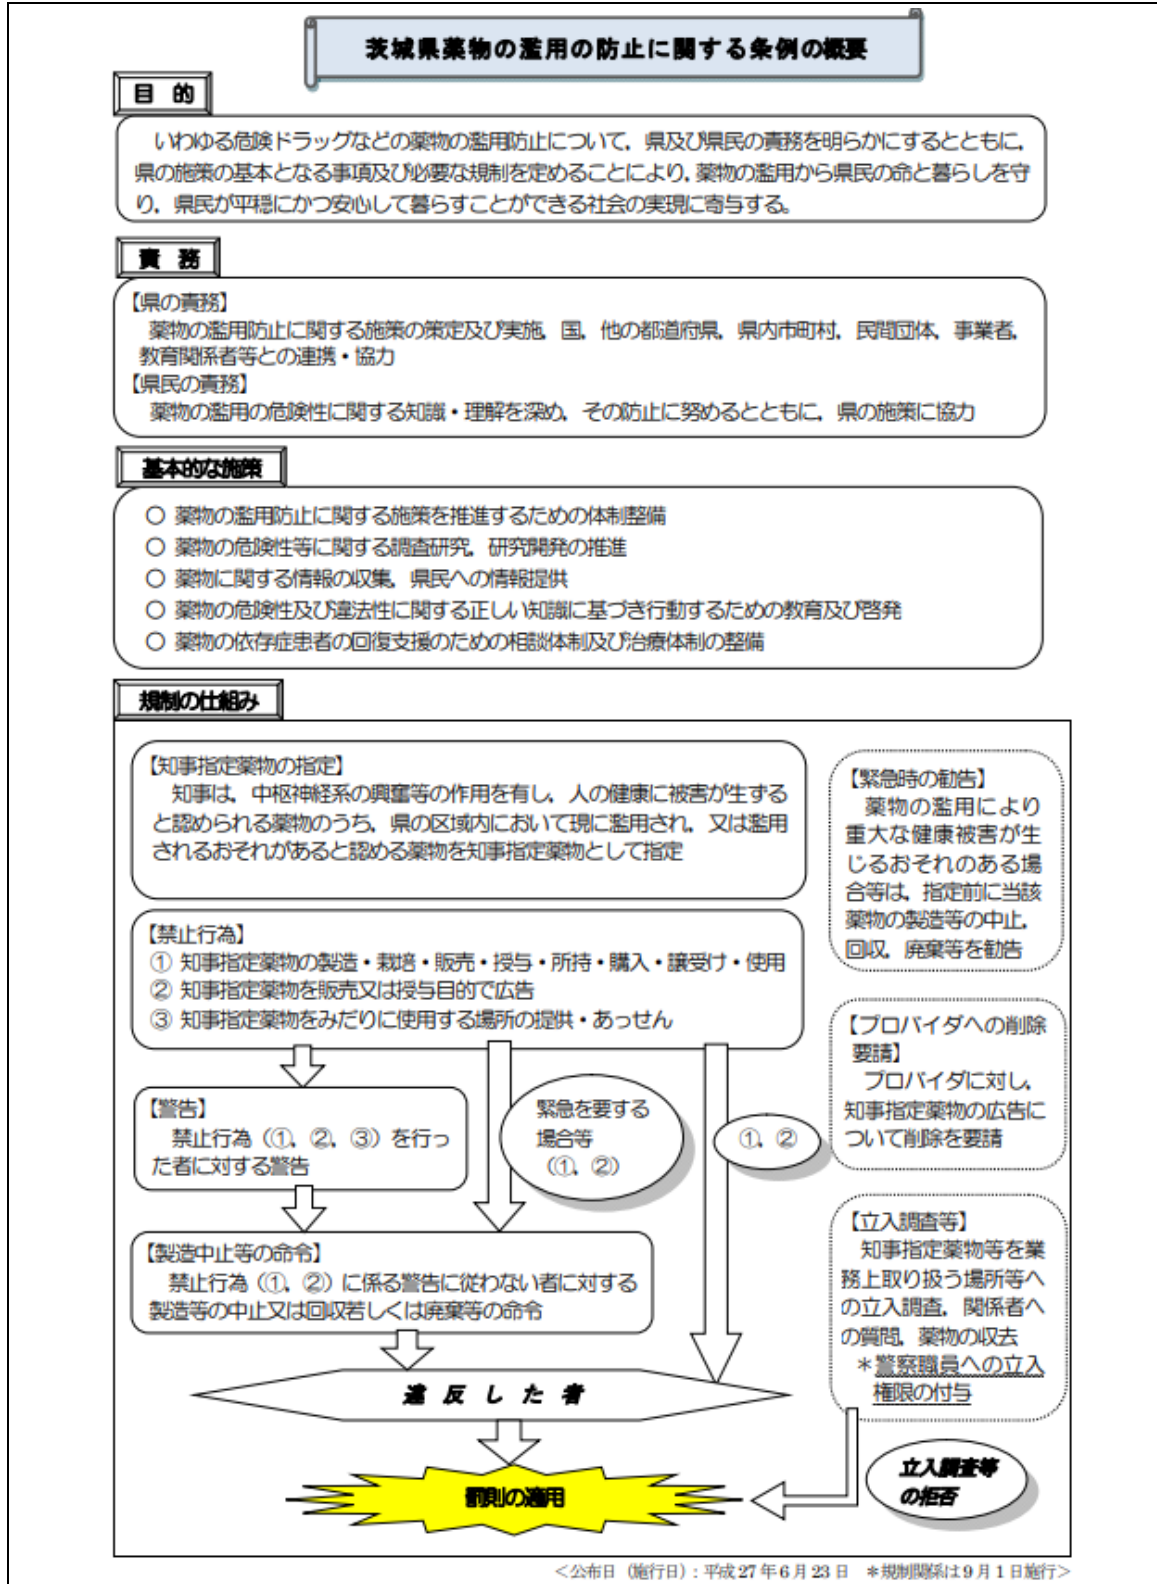 茨城県薬物の濫用の防止に関する条例の概要
目　的
いわゆる危険ドラッグなどの薬物の濫用防止について，県及び県民の責務を明らかにするとともに，
県の施策の基本となる事項及び必要な規制を定めることにより，薬物の濫用から県民の命と暮らしを守
り，県民が平穏にかつ安心して暮らすことができる社会の実現に寄与する。
責　務
【県の責務】
薬物の濫用防止に関する施策の策定及び実施，国，他の都道府県，県内市町村，民間団体，事業者，
教育関係者等との連携・協力
【県民の責務】
薬物の濫用の危険性に関する知識・理解を深め，その防止に努めるとともに，県の施策に協力
基本的な施策
○ 薬物の濫用防止に関する施策を推進するための体制整備
○ 薬物の危険性等に関する調査研究，研究開発の推進
○ 薬物に関する情報の収集，県民への情報提供
○ 薬物の危険性及び違法性に関する正しい知識に基づき行動するための教育及び啓発
○ 薬物の依存症患者の回復支援のための相談体制及び治療体制の整備
規制の仕組み
【知事指定薬物の指定】
知事は，中枢神経系の興奮等の作用を有し，人の健康に被害が生ずる
と認められる薬物のうち，県の区域内において現に濫用され，又は濫用
されるおそれがあると認める薬物を知事指定薬物として指定
【禁止行為】
① 知事指定薬物の製造・栽培・販売・授与・所持・購入・譲受け・使用
② 知事指定薬物を販売又は授与目的で広告
③ 知事指定薬物をみだりに使用する場所の提供・あっせん
【警告】
禁止行為（①，②，③）を行っ
た者に対する警告
緊急を要する
場合等
（①，②）
①，②
【製造中止等の命令】
禁止行為（①，②）に係る警告に従わない者に対する
製造等の中止又は回収若しくは廃棄等の命令
違反した者
罰則の適用
【緊急時の勧告】
薬物の濫用により
重大な健康被害が生
じるおそれのある場
合等は，指定前に当該
薬物の製造等の中止，
回収，廃棄等を勧告
【プロバイダへの削除
要請】
プロバイダに対し，
知事指定薬物の広告に
ついて削除を要請
【立入調査等】
知事指定薬物等を業
務上取り扱う場所等へ
の立入調査，関係者へ
の質問，薬物の収去
＊警察職員への立入
権限の付与
立入調査等
の拒否
＜公布日（施行日）：平成27年6月23日　＊規制関係は9月1日施行＞